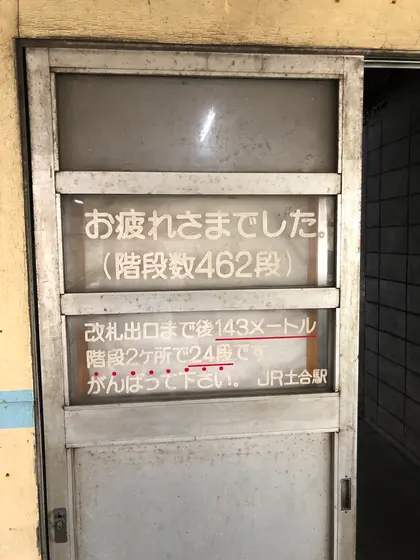 お疲れさまでした。
（階段数462段）
改札出口まで後143メートル
階段2ケ所で24段です
がんばって下さい。 JR土合駅